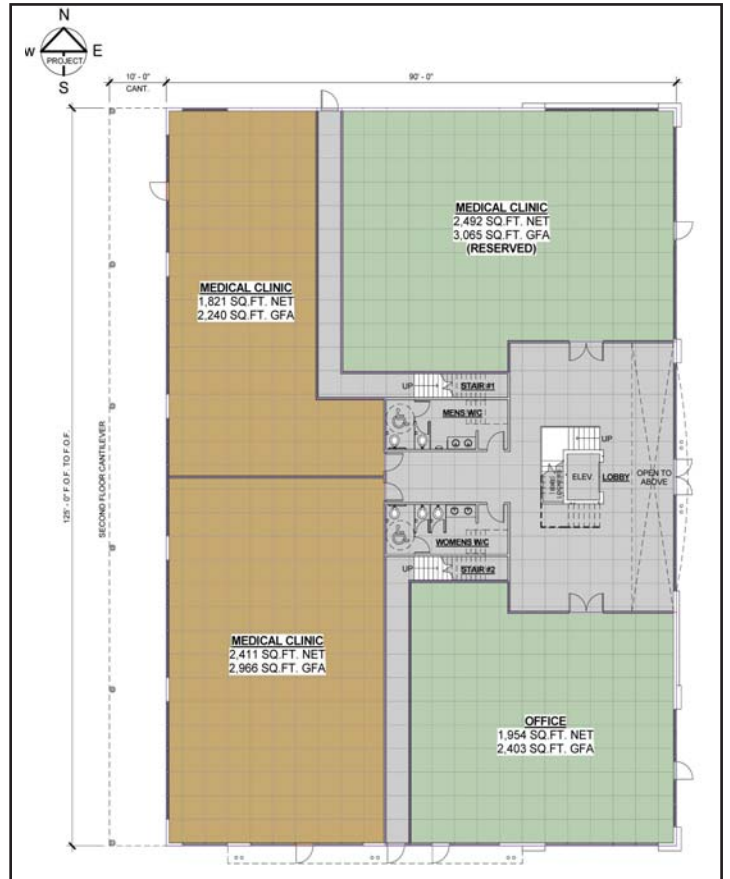 N
W E
PROJECT
S
10' - 0"
CANT.
90' - 0"
125' - 0" F.O.F. TO F.O.F.
SECOND FLOOR CANTILEVER
MEDICAL CLINIC
2,492 SQ.FT. NET
3,065 SQ.FT. GFA
(RESERVED)
MEDICAL CLINIC
1,821 SQ.FT. NET
2,240 SQ.FT. GFA
UP
STAIR #1
MENS W/C
UP
ELEV.
LOBBY
OPEN TO
ABOVE
WOMENS W/C
UP
STAIR #2
MEDICAL CLINIC
2,411 SQ.FT. NET
2,966 SQ.FT. GFA
OFFICE
1,954 SQ.FT. NET
2,403 SQ.FT. GFA